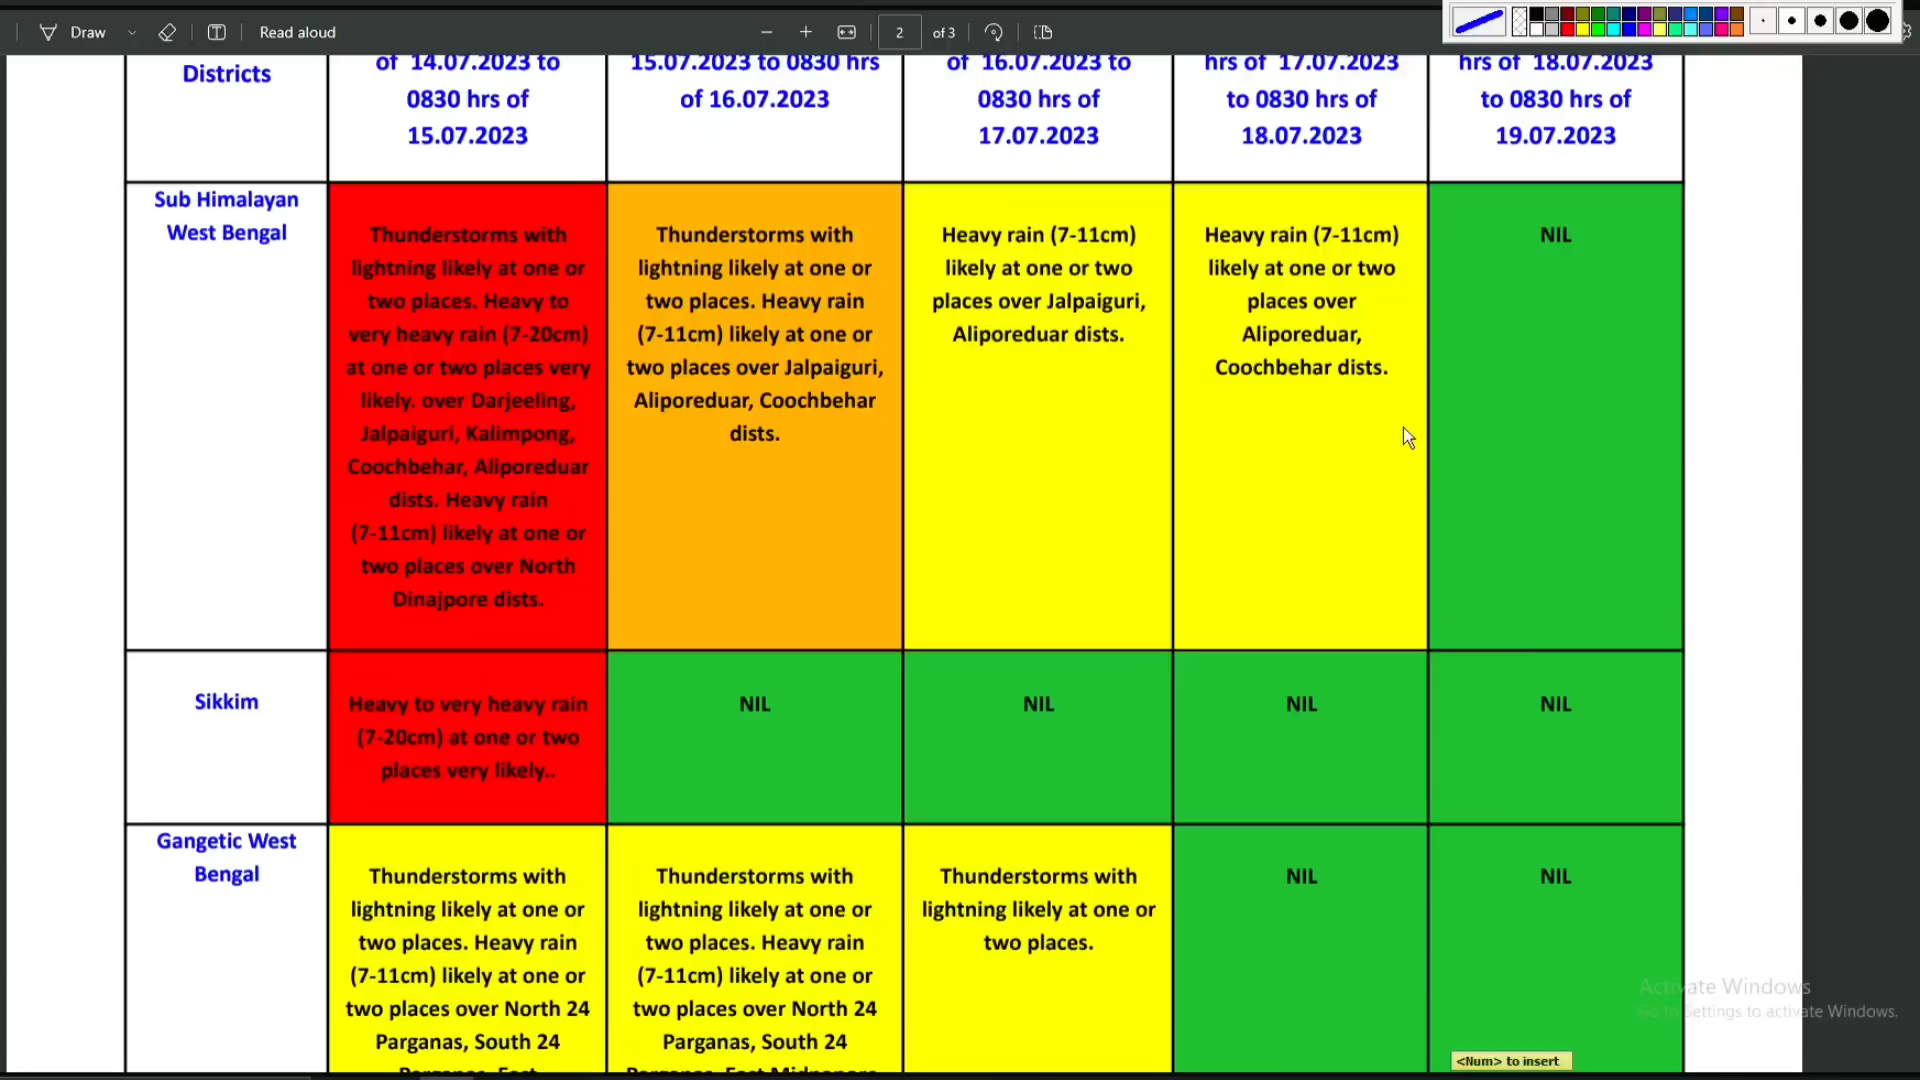 Draw
Read aloud
2
of 3
Districts
of 14.07.2023 to
0830 hrs of
15.07.2023
15.07.2023 to 0830 hrs
of 16.07.2023
of 16.07.2023 to
0830 hrs of
17.07.2023
hrs of 17.07.2023
to 0830 hrs of
18.07.2023
hrs of 18.07.2023
to 0830 hrs of
19.07.2023
Sub Himalayan
West Bengal
Thunderstorms with
lightning likely at one or
two places. Heavy to
very heavy rain (7-20cm)
at one or two places very
likely. over Darjeeling,
Jalpaiguri, Kalimpong,
Coochbehar, Aliporeduar
dists. Heavy rain
(7-11cm) likely at one or
two places over North
Dinajpore dists.
Thunderstorms with
lightning likely at one or
two places. Heavy rain
(7-11cm) likely at one or
two places over Jalpaiguri,
Aliporeduar, Coochbehar
dists.
Heavy rain (7-11cm)
likely at one or two
places over Jalpaiguri,
Aliporeduar dists.
Heavy rain (7-11cm)
likely at one or two
places over
Aliporeduar,
Coochbehar dists.
NIL
Sikkim
Heavy to very heavy rain
(7-20cm) at one or two
places very likely..
NIL
NIL
NIL
NIL
Gangetic West
Bengal
Thunderstorms with
lightning likely at one or
two places. Heavy rain
(7-11cm) likely at one or
two places over North 24
Parganas, South 24
Parganas, East
Thunderstorms with
lightning likely at one or
two places. Heavy rain
(7-11cm) likely at one or
two places over North 24
Parganas, South 24
Parganas, East Midnapore
Thunderstorms with
lightning likely at one or
two places.
NIL
NIL
Activate Windows
Go to Settings to activate Windows.
<Num> to insert